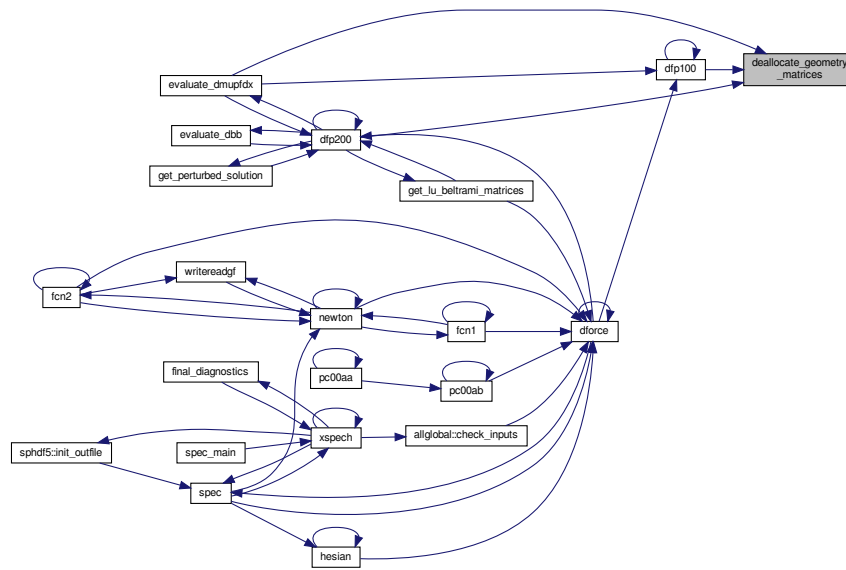 deallocate_geometry
_matrices
dfp100
evaluate_dmupfdx
evaluate_dbb
dfp200
get_perturbed_solution
get_lu_beltrami_matrices
writereadgf
fcn2
newton
fcn1
dforce
final_diagnostics
pc00aa
pc00ab
xspech
allglobal::check_inputs
sphdf5::init_outfile
spec_main
spec
hesian